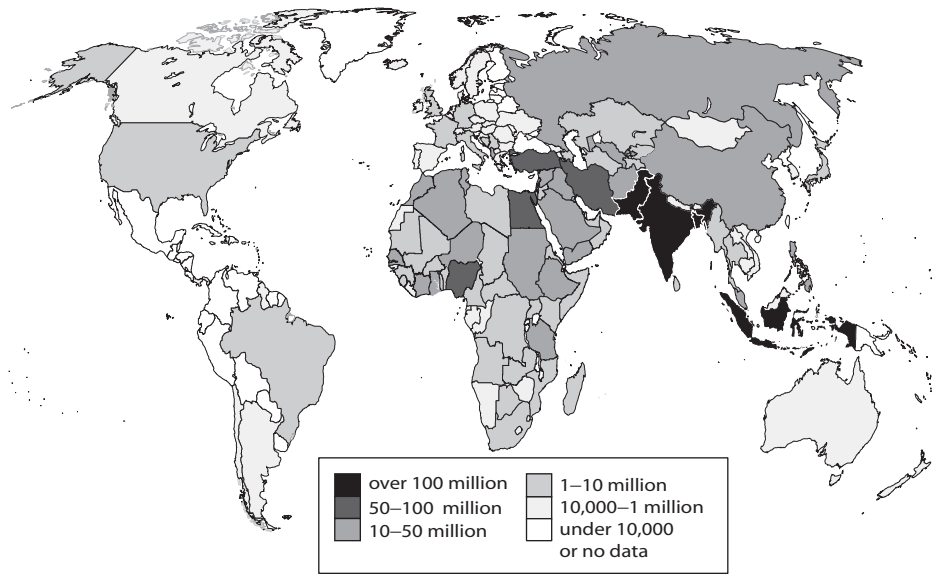 over 100 million
50–100 million
10–50 million
1–10 million
10,000–1 million
under 10,000
or no data